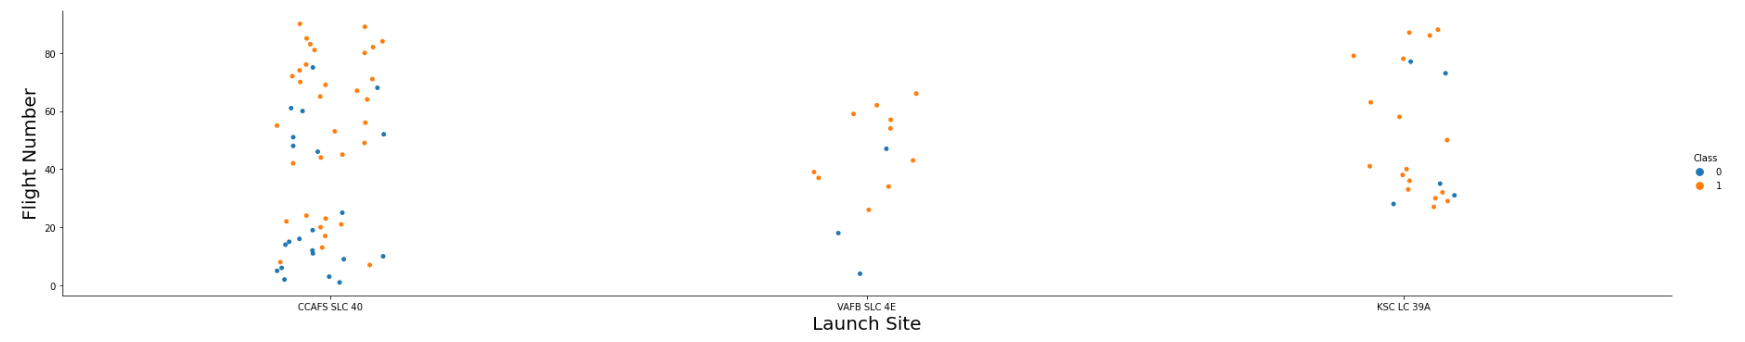 Flight Number
80
60
40
20
0
CCAFS SLC 40
VAFB SLC 4E
KSC LC 39A
Launch Site
Class
0
1